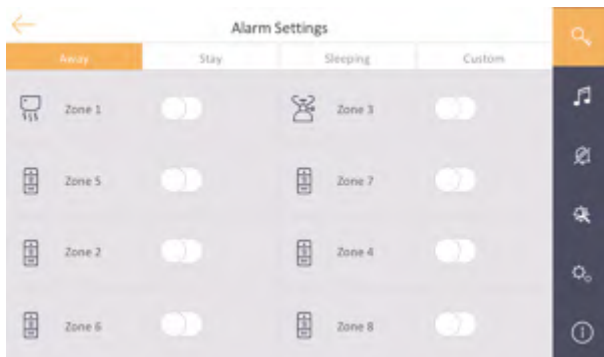 Alarm Settings
Away Stay Sleeping Custom
Zone 1 Zone 3
Zone 5 Zone 7
Zone 2 Zone 4
Zone 6 Zone 8